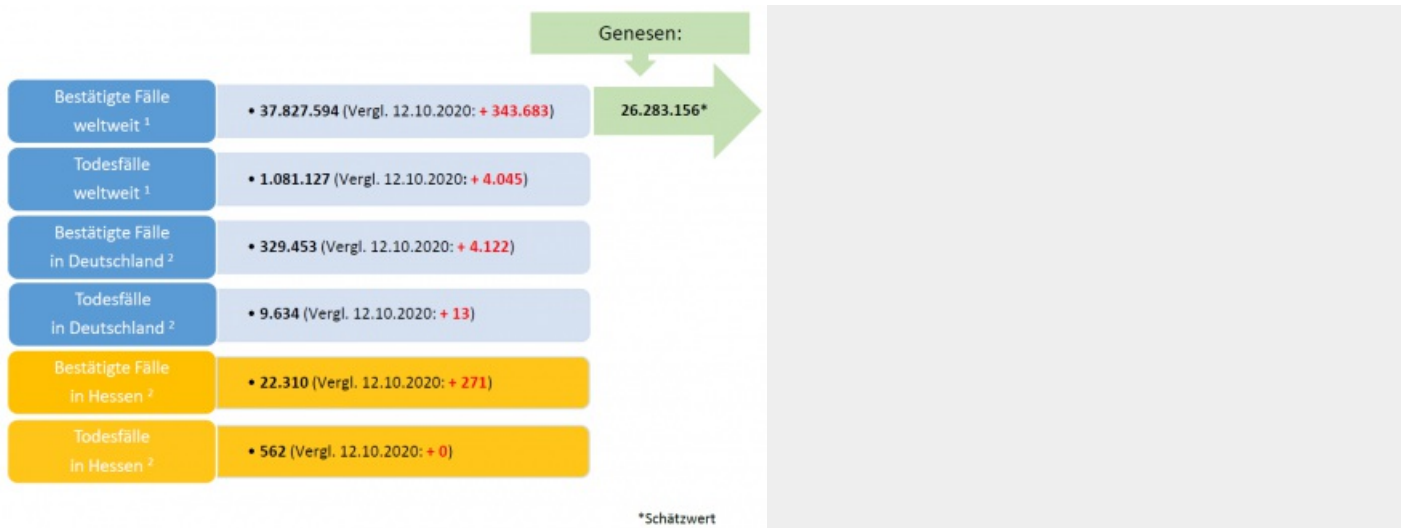 Genesen:
Bestätigte Fälle
weltweit ¹
• 37.827.594 (Vergl. 12.10.2020: + 343.683)
26.283.156*
Todesfälle
weltweit ¹
• 1.081.127 (Vergl. 12.10.2020: + 4.045)
Bestätigte Fälle
in Deutschland ²
• 329.453 (Vergl. 12.10.2020: + 4.122)
Todesfälle
in Deutschland ²
• 9.634 (Vergl. 12.10.2020: + 13)
Bestätigte Fälle
in Hessen ²
• 22.310 (Vergl. 12.10.2020: + 271)
Todesfälle
in Hessen ²
• 562 (Vergl. 12.10.2020: + 0)
*Schätzwert